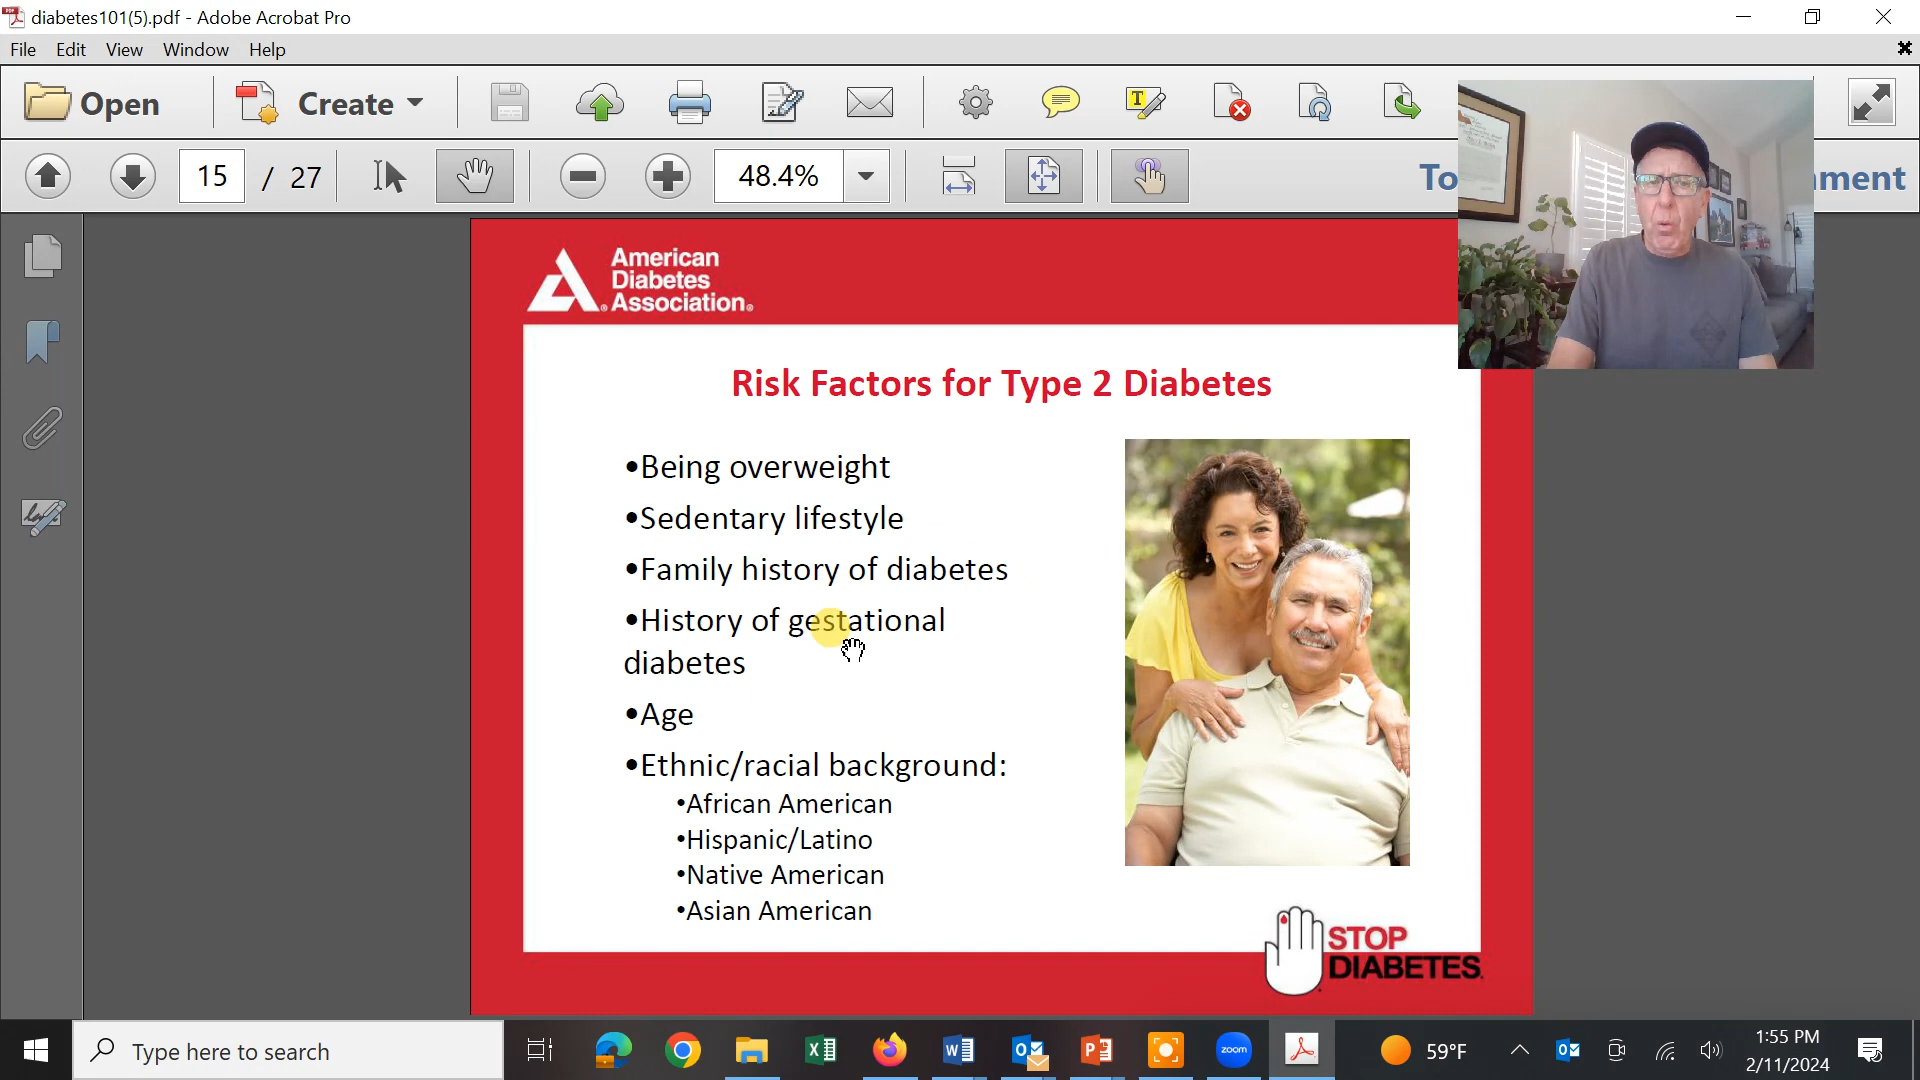 diabetes101(5).pdf - Adobe Acrobat Pro
File Edit View Window Help
Open
Create
15 / 27
48.4%
To
mment
American
Diabetes
Association®
Risk Factors for Type 2 Diabetes
•Being overweight
•Sedentary lifestyle
•Family history of diabetes
•History of gestational
diabetes
•Age
•Ethnic/racial background:
•African American
•Hispanic/Latino
•Native American
•Asian American
STOP
DIABETES
Type here to search
zoom
59°F
1:55 PM
2/11/2024